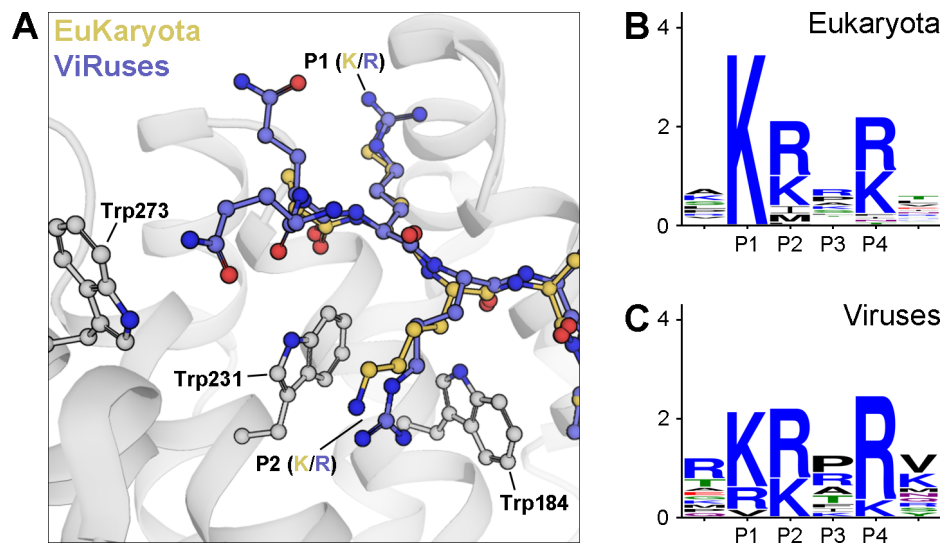 A
EuKaryota
ViRuses
P1 (K/R)
Trp273
Trp231
P2 (K/R)
Trp184
B
Eukaryota
4
2
0
K
R
K
R
K
P1 P2 P3 P4
C
Viruses
4
2
0
R
T
K
R
R
K
P
R
A
T
R
K
V
K
P1 P2 P3 P4